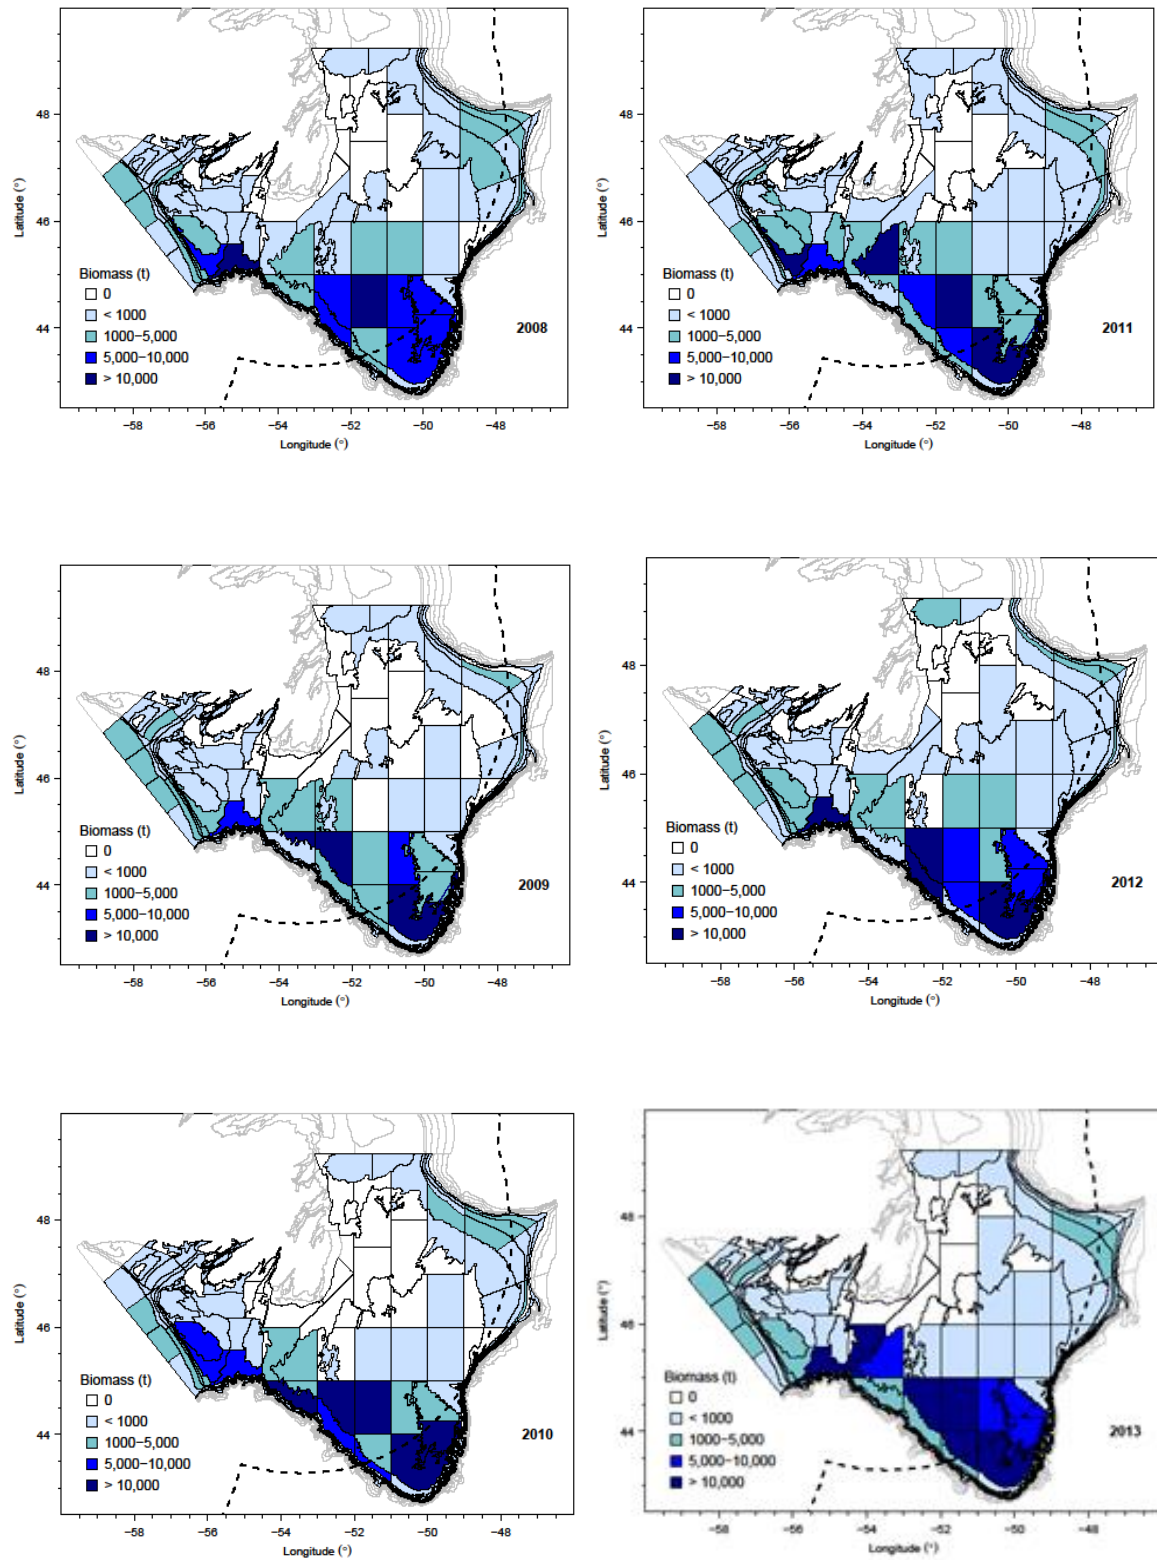 48
46
44
Latitude (°)
Biomass (t)
0
< 1000
1000–5,000
5,000–10,000
> 10,000
2008
−58 −56 −54 −52 −50 −48
Longitude (°)
48
46
44
Latitude (°)
Biomass (t)
0
< 1000
1000–5,000
5,000–10,000
> 10,000
2011
−58 −56 −54 −52 −50 −48
Longitude (°)
48
46
44
Latitude (°)
Biomass (t)
0
< 1000
1000–5,000
5,000–10,000
> 10,000
2009
−58 −56 −54 −52 −50 −48
Longitude (°)
48
46
44
Latitude (°)
Biomass (t)
0
< 1000
1000–5,000
5,000–10,000
> 10,000
2012
−58 −56 −54 −52 −50 −48
Longitude (°)
48
46
44
Latitude (°)
Biomass (t)
0
< 1000
1000–5,000
5,000–10,000
> 10,000
2010
−58 −56 −54 −52 −50 −48
Longitude (°)
48
46
44
Latitude (°)
Biomass (t)
0
< 1000
1000–5,000
5,000–10,000
> 10,000
2013
−58 −56 −54 −52 −50 −48
Longitude (°)